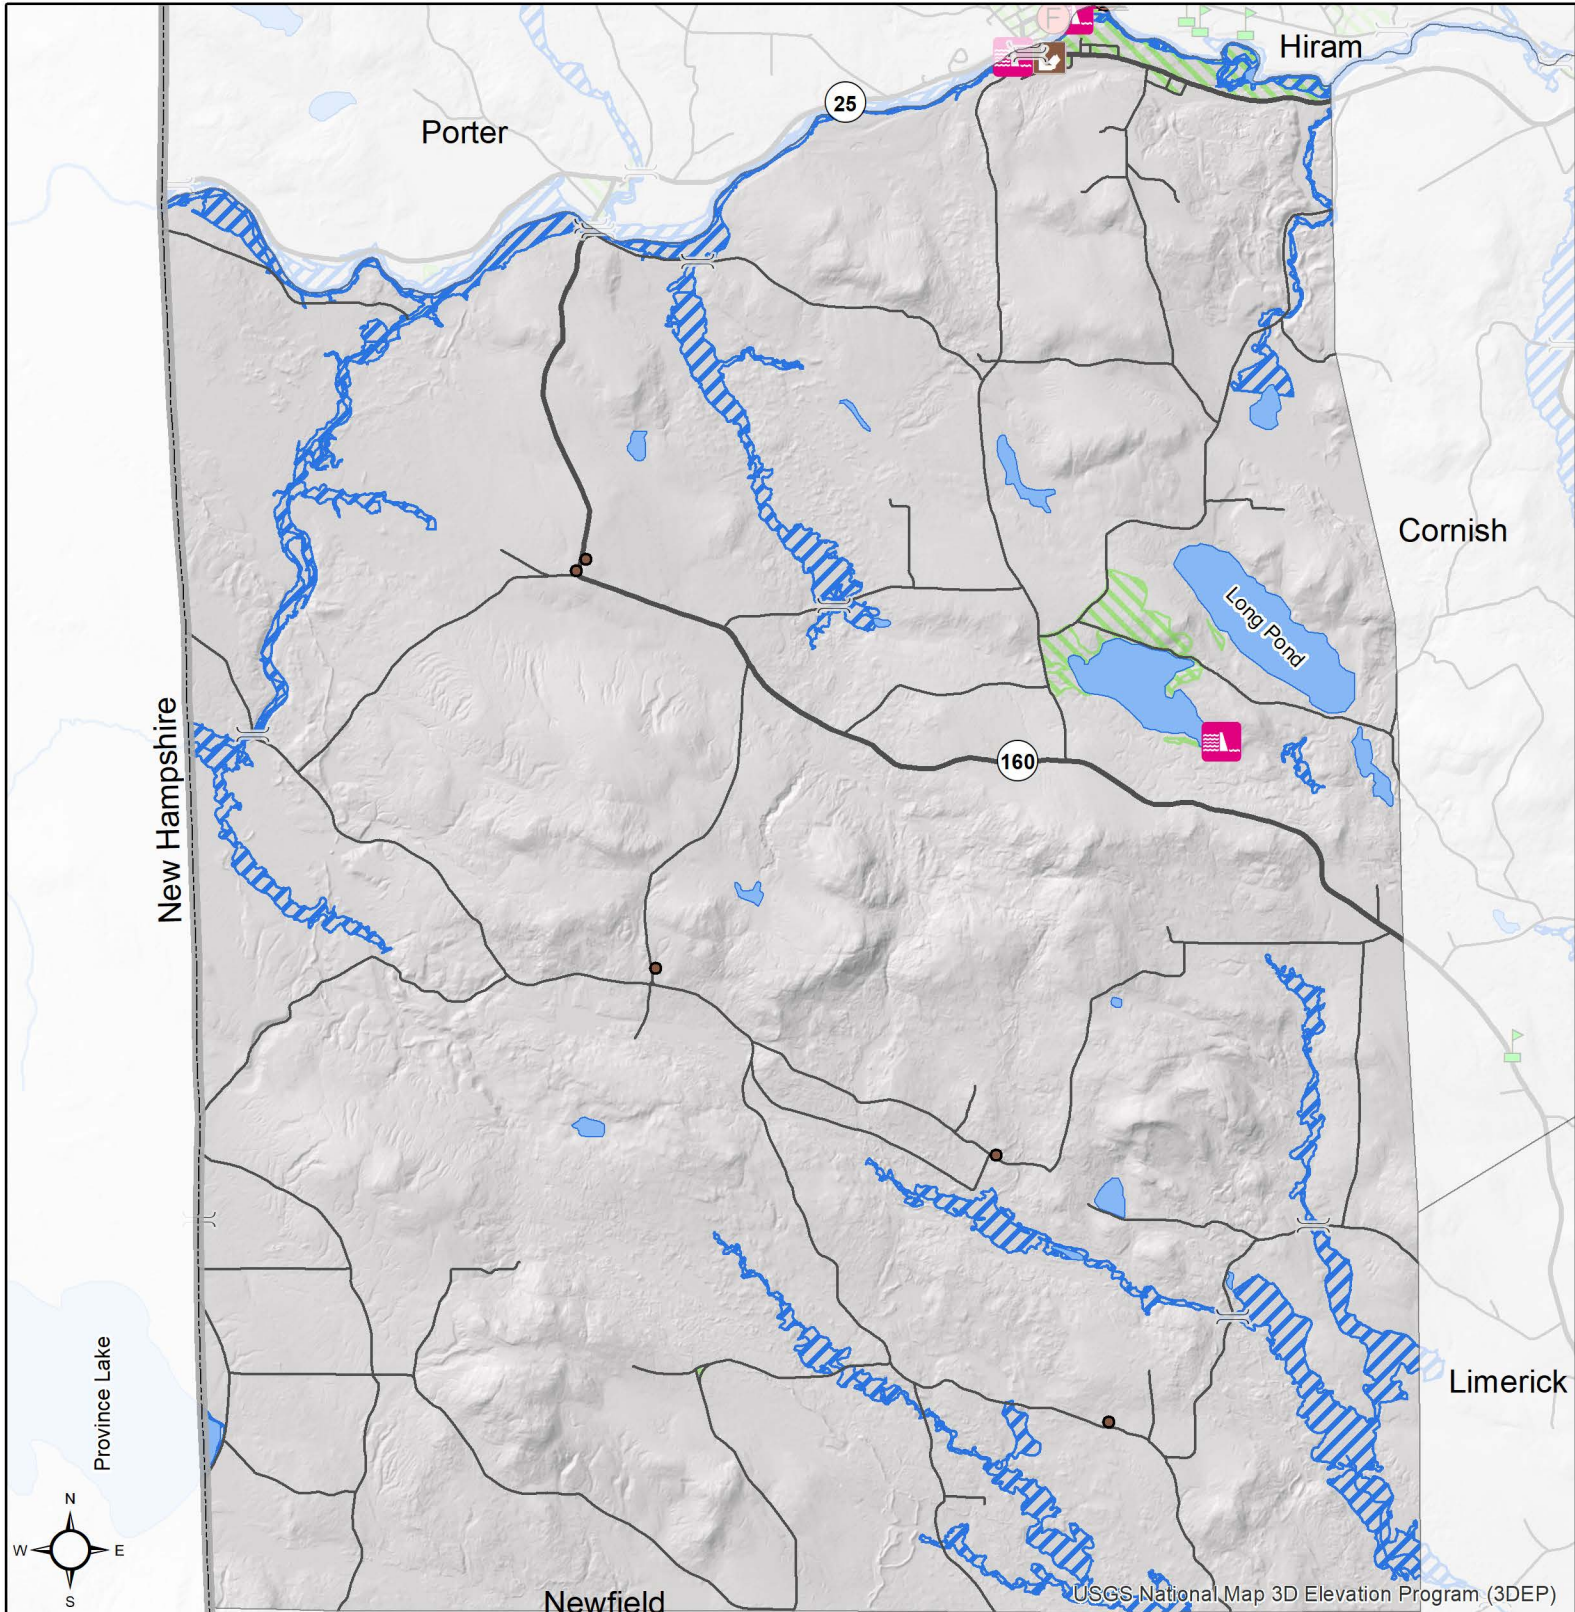 Hiram
F
25
Porter
Cornish
Long Pond
New Hampshire
160
Province Lake
Limerick
N
W E
S
Newfield
USGS National Map 3D Elevation Program (3DEP)